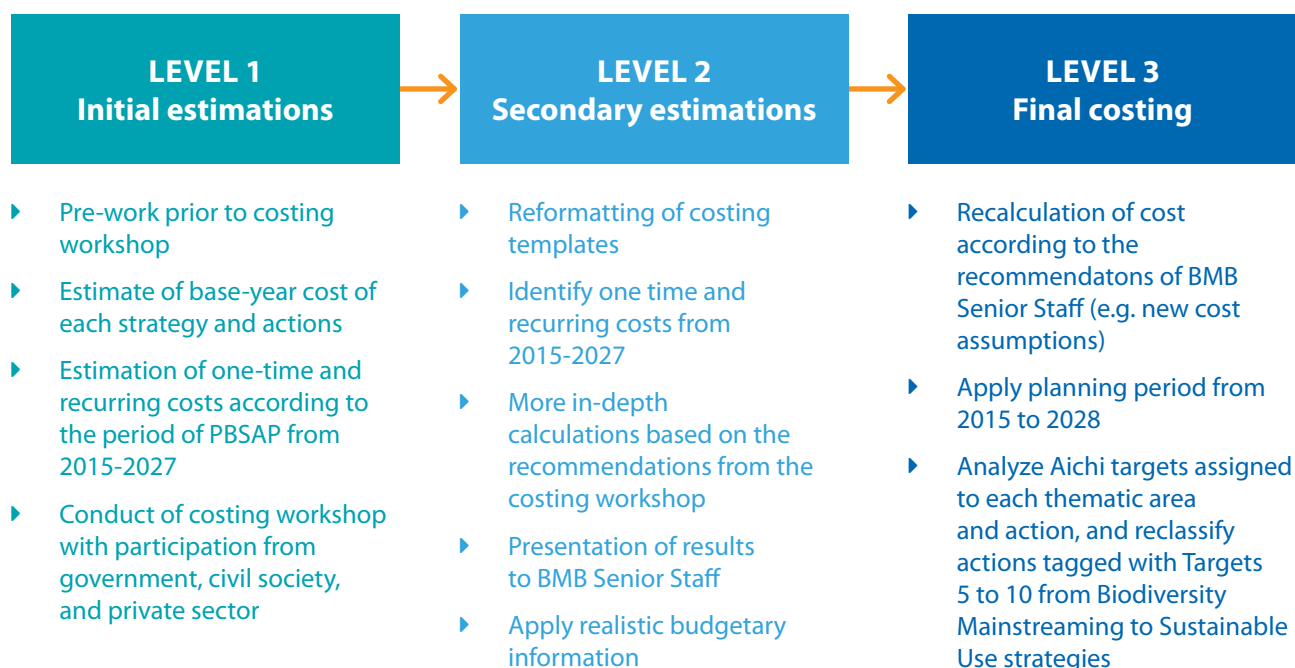 LEVEL 1
Initial estimations
LEVEL 2
Secondary estimations
LEVEL 3
Final costing
Pre-work prior to costing
workshop
Estimate of base-year cost of
each strategy and actions
Estimation of one-time and
recurring costs according to
the period of PBSAP from
2015-2027
Conduct of costing workshop
with participation from
government, civil society,
and private sector
Reformatting of costing
templates
Identify one time and
recurring costs from
2015-2027
More in-depth
calculations based on the
recommendations from the
costing workshop
Presentation of results
to BMB Senior Staff
Apply realistic budgetary
information
Recalculation of cost
according to the
recommendatons of BMB
Senior Staff (e.g. new cost
assumptions)
Apply planning period from
2015 to 2028
Analyze Aichi targets assigned
to each thematic area
and action, and reclassify
actions tagged with Targets
5 to 10 from Biodiversity
Mainstreaming to Sustainable
Use strategies